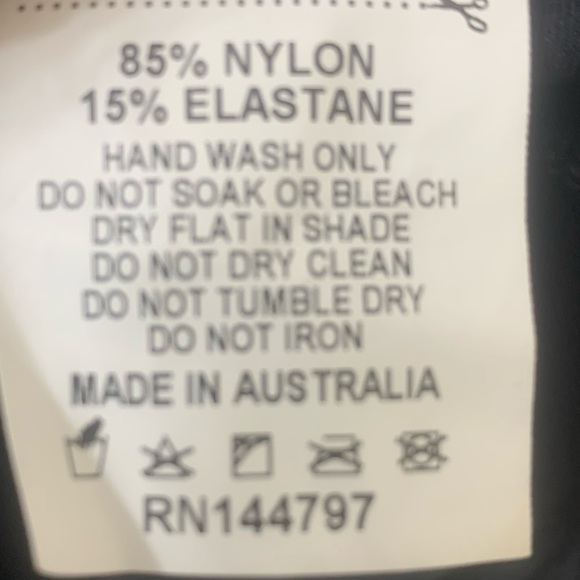 85% NYLON
15% ELASTANE
HAND WASH ONLY
DO NOT SOAK OR BLEACH
DRY FLAT IN SHADE
DO NOT DRY CLEAN
DO NOT TUMBLE DRY
DO NOT IRON
MADE IN AUSTRALIA
RN144797